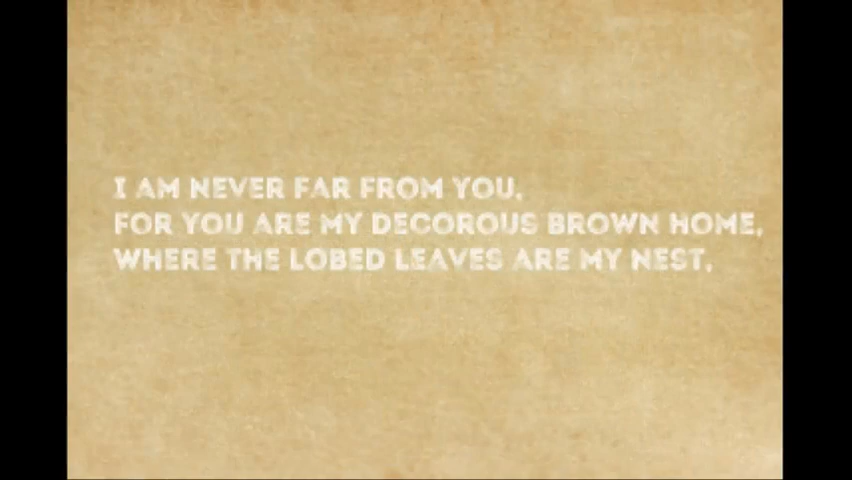 I AM NEVER FAR FROM YOU,
FOR YOU ARE MY DECOROUS BROWN HOME,
WHERE THE LOBED LEAVES ARE MY NEST,